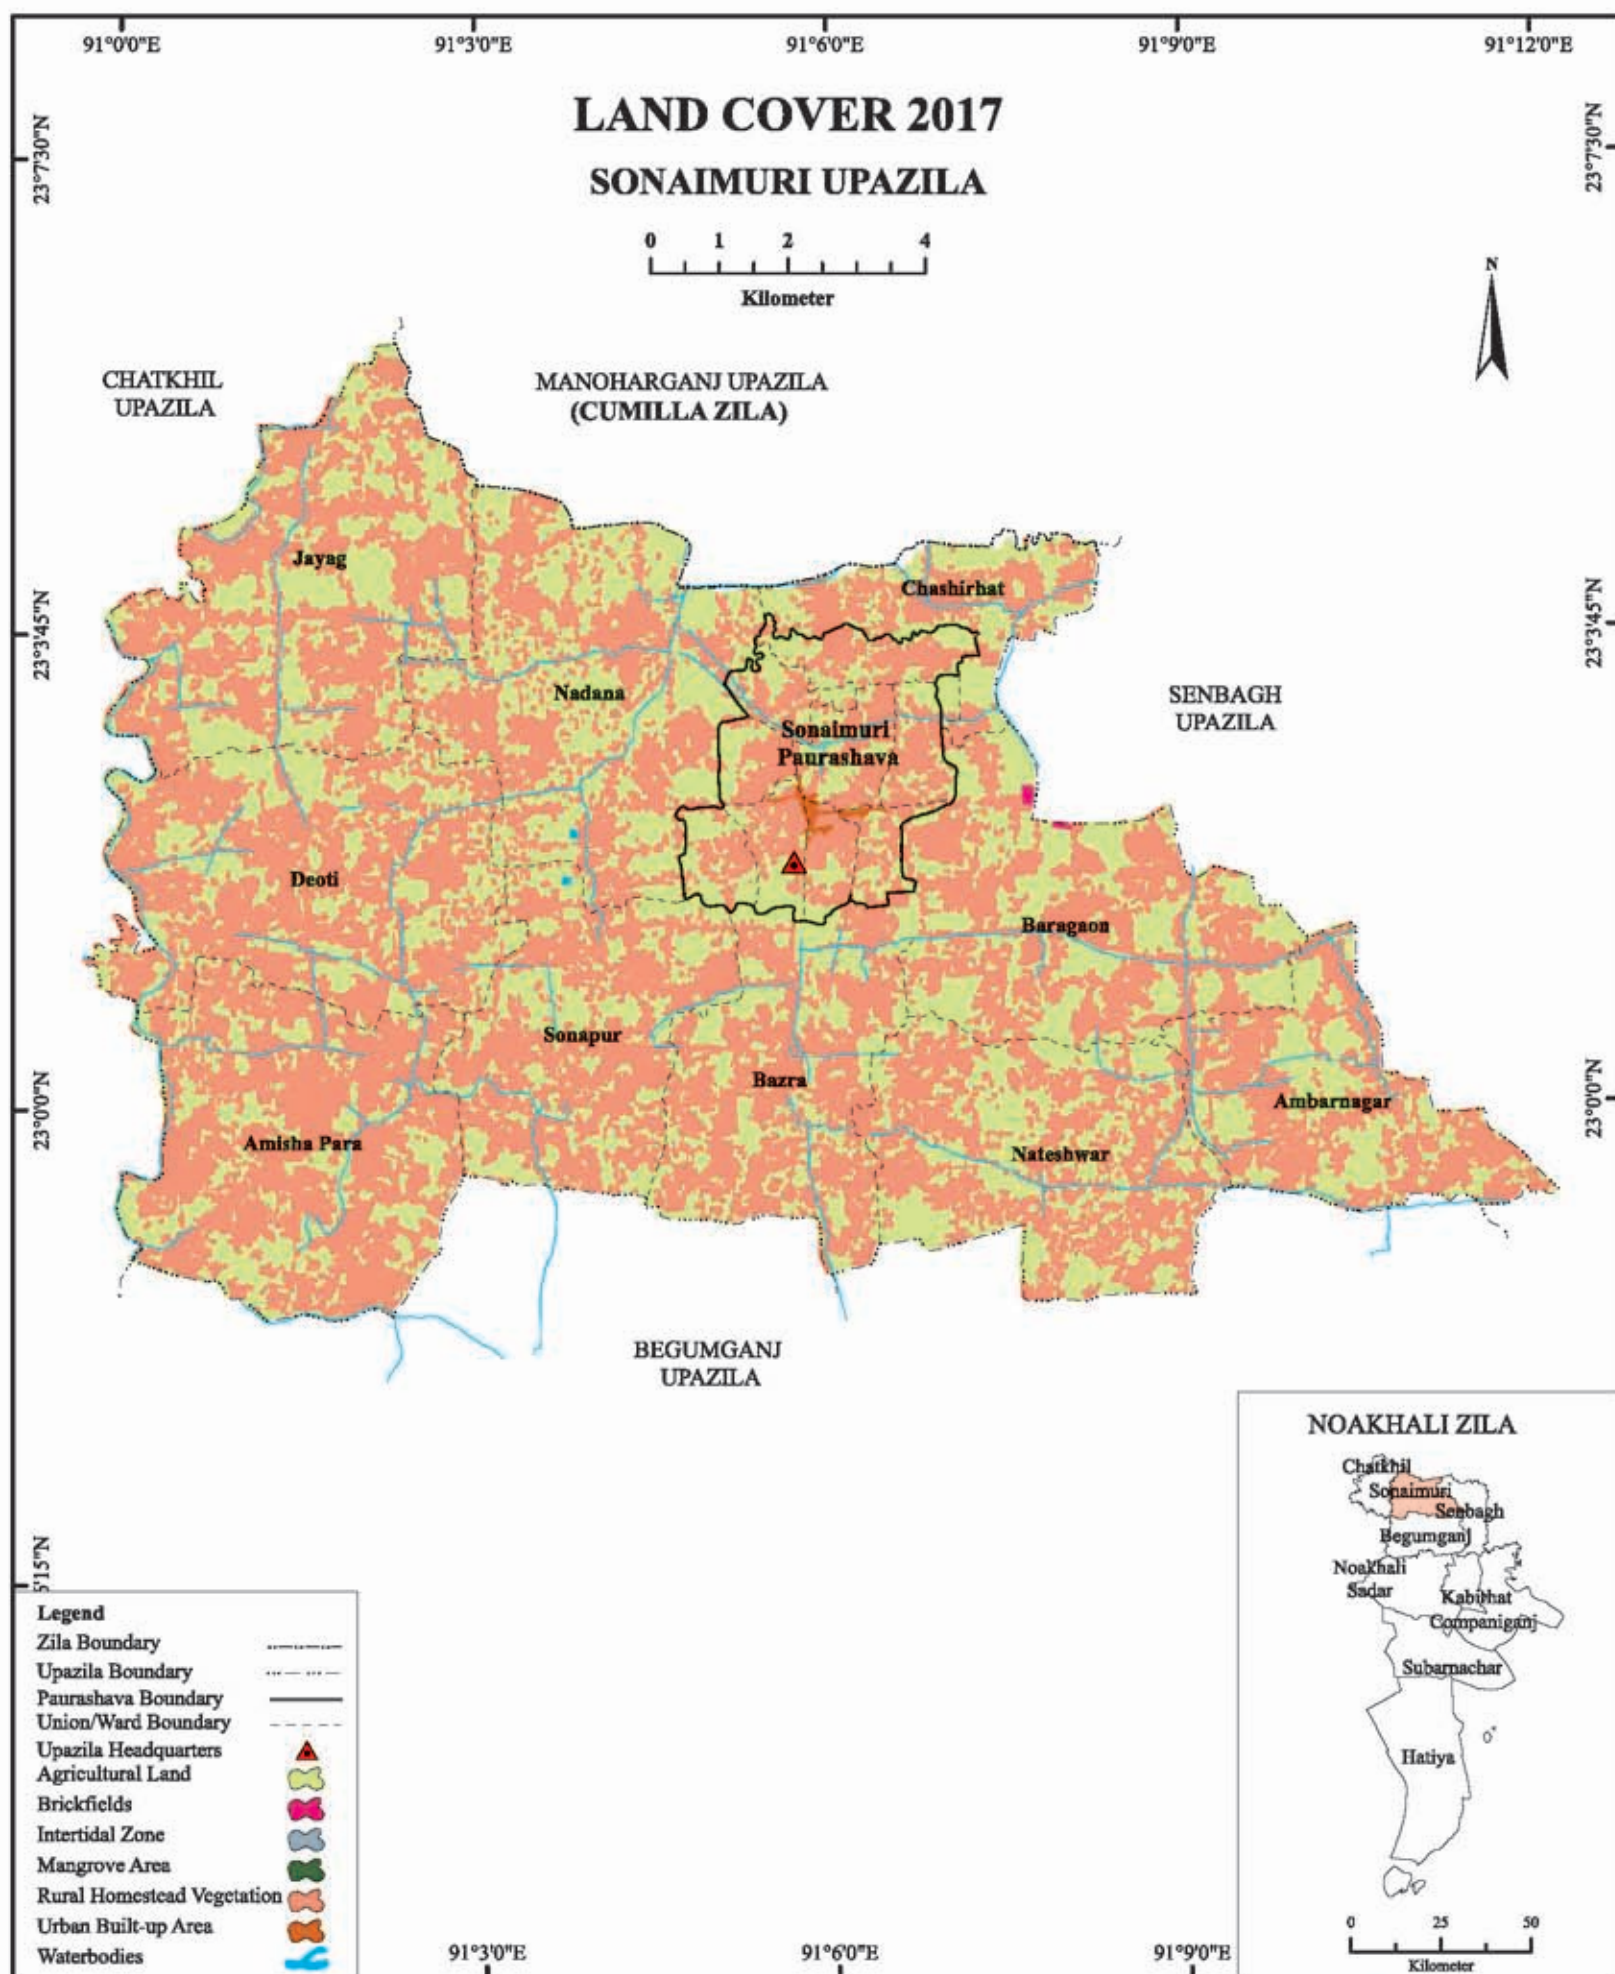 91°0'0"E
91°3'0"E
91°6'0"E
91°9'0"E
91°12'0"E
LAND COVER 2017
SONAIMURI UPAZILA
0 1 2 4
Kilometer
N
23°7'30"N
23°7'30"N
CHATKHIL
UPAZILA
MANOHARGANJ UPAZILA
(CUMILLA ZILA)
Jayag
Chashirhat
23°3'45"N
23°3'45"N
Nadana
SENBAGH
UPAZILA
Sonaimuri
Paurashava
Deoti
Baragaon
Sonapur
Bazra
Ambarnagar
23°0'0"N
23°0'0"N
Amisha Para
Nateshwar
BEGUMGANJ
UPAZILA
5'15"N
Legend
Zila Boundary
Upazila Boundary
Paurashava Boundary
Union/Ward Boundary
Upazila Headquarters
Agricultural Land
Brickfields
Intertidal Zone
Mangrove Area
Rural Homestead Vegetation
Urban Built-up Area
Waterbodies
NOAKHALI ZILA
Chatkhil
Sonaimuri
Senbagh
Begumganj
Noakhali
Sadar
Kabirhat
Companiganj
Subarnachar
Hatiya
0 25 50
Kilometer
91°3'0"E
91°6'0"E
91°9'0"E